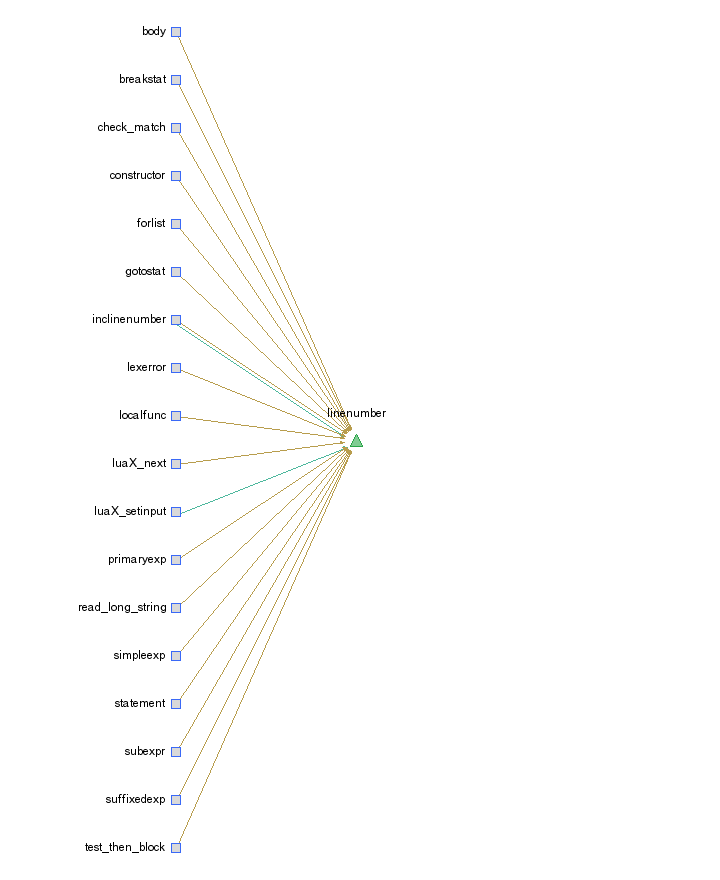 body
breakstat
check_match
constructor
forlist
gotostat
inclinenumber
lexerror
linenumber
localfunc
luaX_next
luaX_setinput
primaryexp
read_long_string
simpleexp
statement
subexpr
suffixedexp
test_then_block